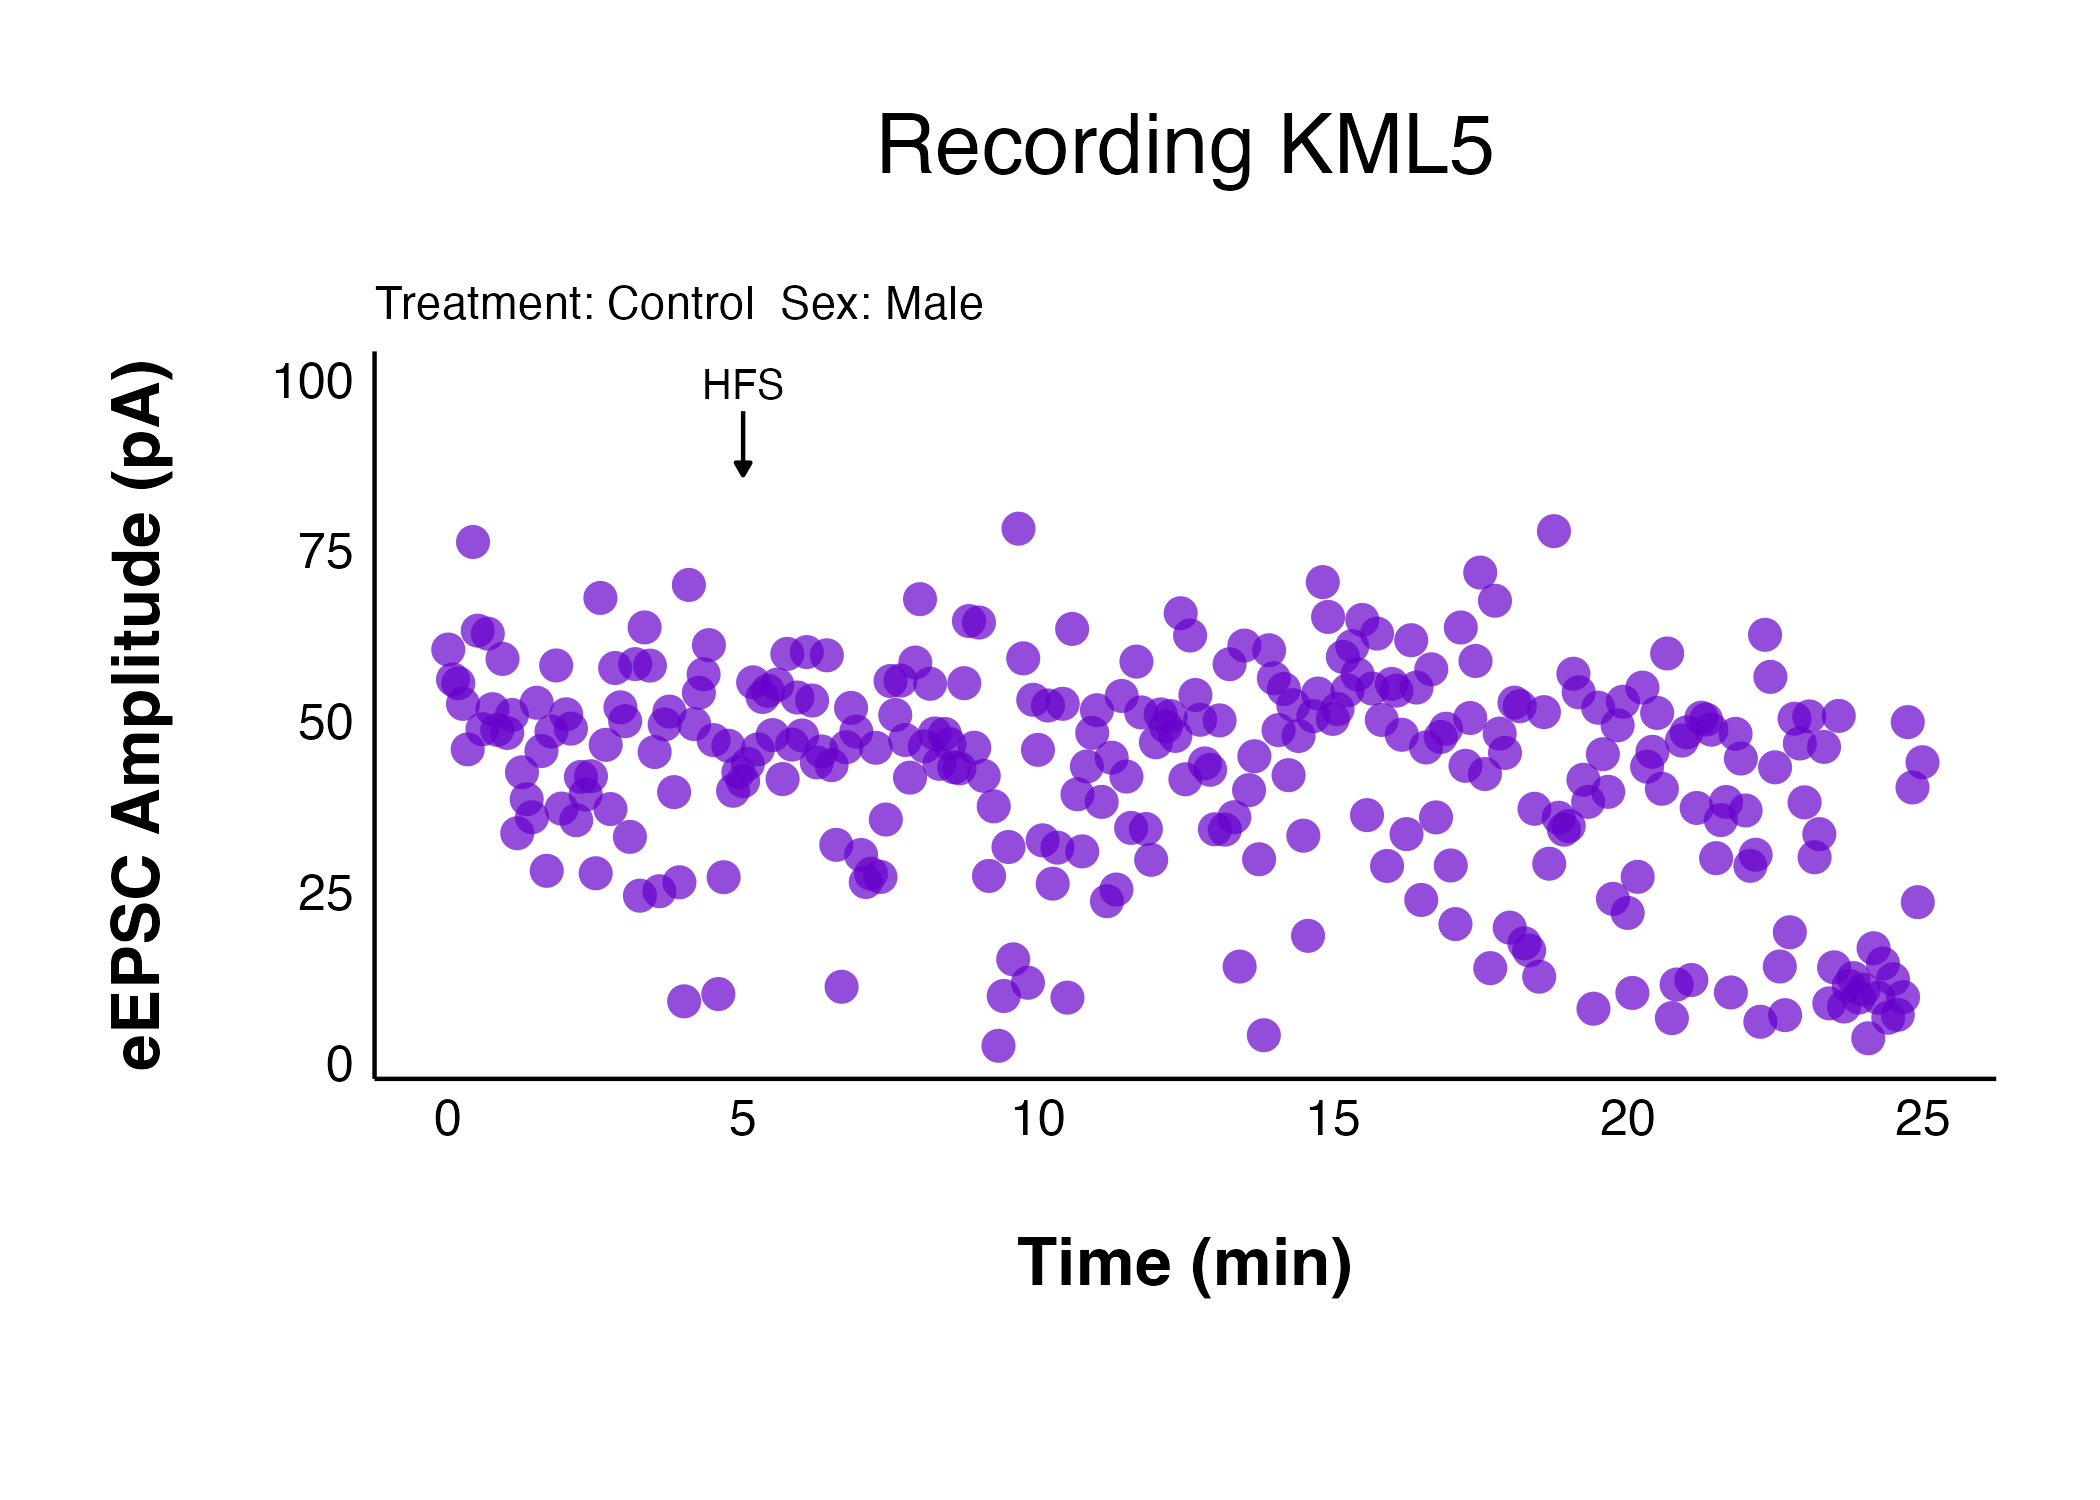 Recording KML5
Treatment: Control  Sex: Male
HFS
eEPSC Amplitude (pA)
100
75
50
25
0
0 5 10 15 20 25
Time (min)